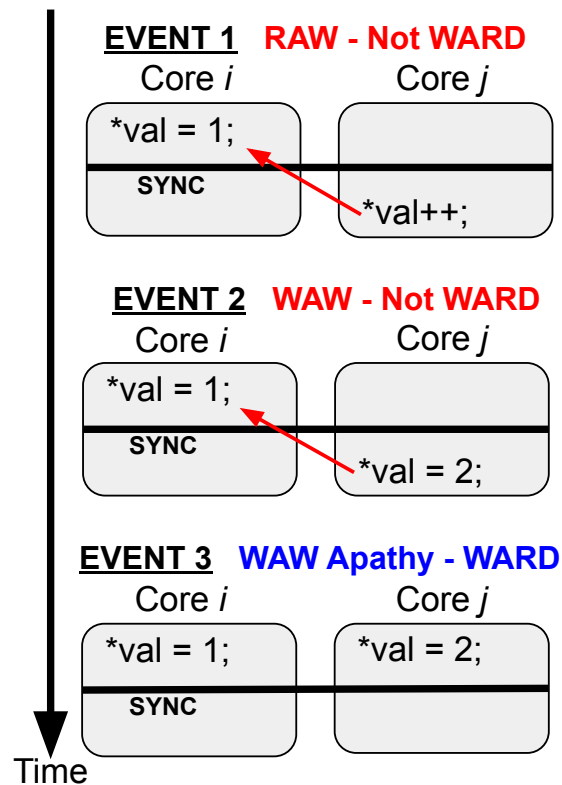 EVENT 1 RAW - Not WARD
Core i Core j
*val = 1;
SYNC
*val++;
EVENT 2 WAW - Not WARD
Core i Core j
*val = 1;
SYNC
*val = 2;
EVENT 3 WAW Apathy - WARD
Core i Core j
*val = 1; *val = 2;
SYNC
Time